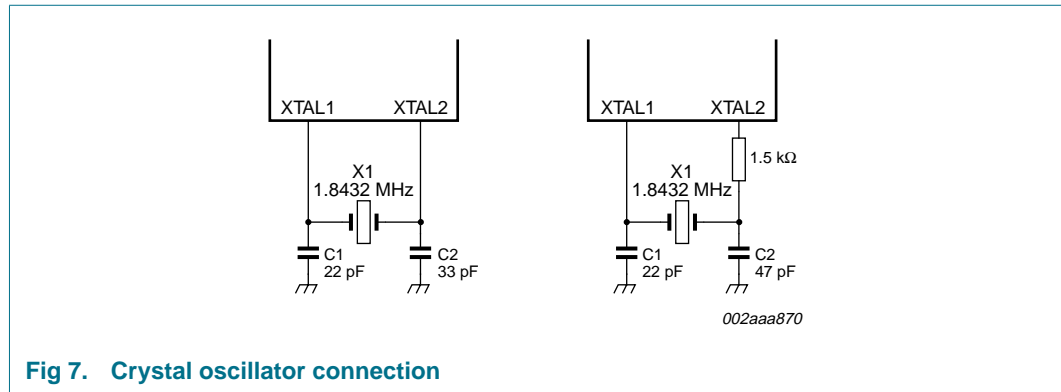 XTAL1 XTAL2
X1
1.8432 MHz
C1
22 pF
C2
33 pF
XTAL1 XTAL2
1.5 kΩ
X1
1.8432 MHz
C1
22 pF
C2
47 pF
002aaa870
Fig 7. Crystal oscillator connection